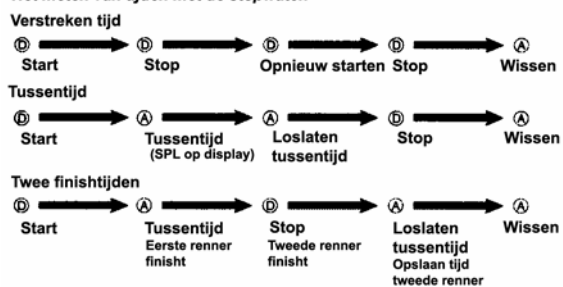 Verstreken tijd
D D D D A
Start Stop Opnieuw starten Stop Wissen
Tussentijd
D A A D A
Start Tussentijd Loslaten Stop Wissen
(SPL op display) tussentijd
Twee finishtijden
D A D A A
Start Tussentijd Stop Loslaten Wissen
Eerste renner Tweede renner tussentijd
finisht finisht Opslaan tijd
tweede renner